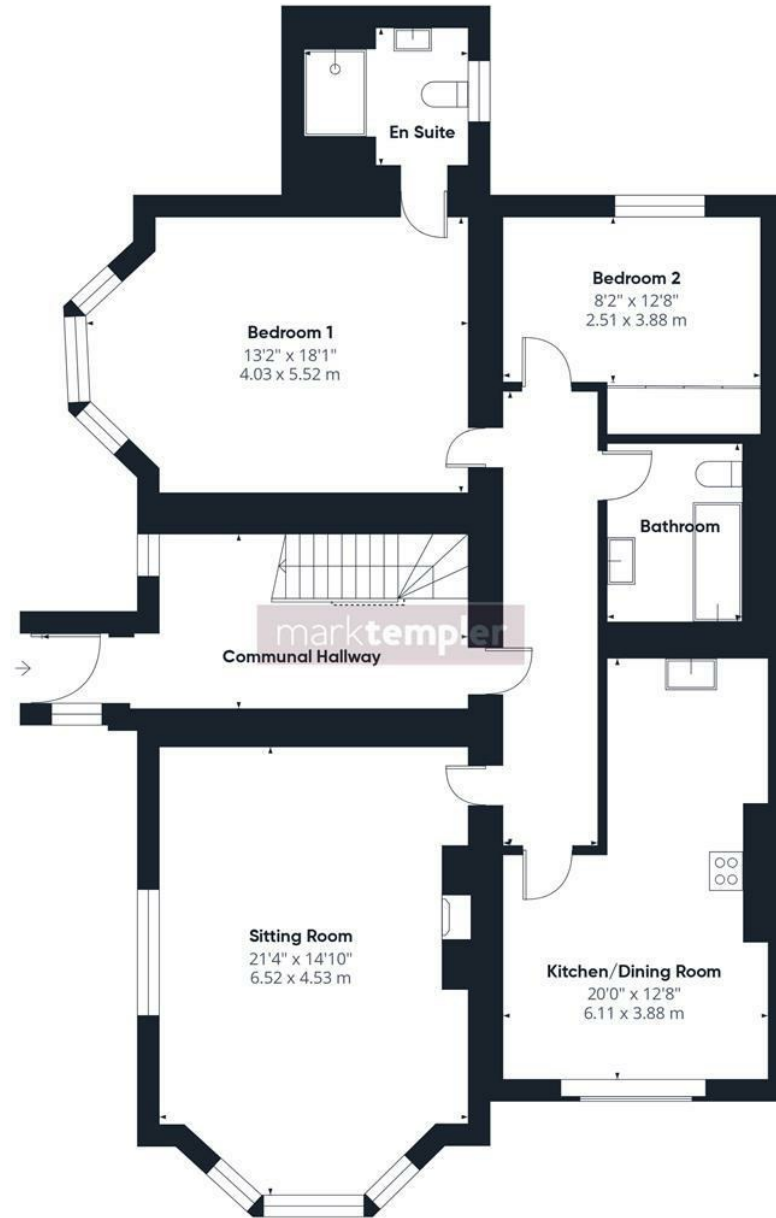 En Suite
Bedroom 1
13'2" x 18'1"
4.03 x 5.52 m
Bedroom 2
8'2" x 12'8"
2.51 x 3.88 m
Bathroom
marktempler
Communal Hallway
Sitting Room
21'4" x 14'10"
6.52 x 4.53 m
Kitchen/Dining Room
20'0" x 12'8"
6.11 x 3.88 m